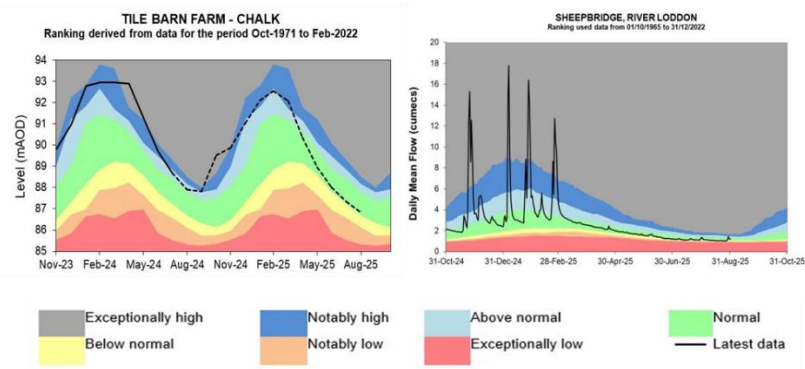 TILE BARN FARM - CHALK
Ranking derived from data for the period Oct-1971 to Feb-2022
Level (mAOD)
94
93
92
91
90
89
88
87
86
85
Nov-23 Feb-24 May-24 Aug-24 Nov-24 Feb-25 May-25 Aug-25
SHEEPBRIDGE, RIVER LODDON
Ranking used data from 01/10/1965 to 31/12/2022
Daily Mean Flow (cumecs)
20
18
16
14
12
10
8
6
4
2
0
31-Oct-24 31-Dec-24 28-Feb-25 30-Apr-25 30-Jun-25 31-Aug-25 31-Oct-25
Exceptionally high Notably high Above normal Normal
Below normal Notably low Exceptionally low Latest data